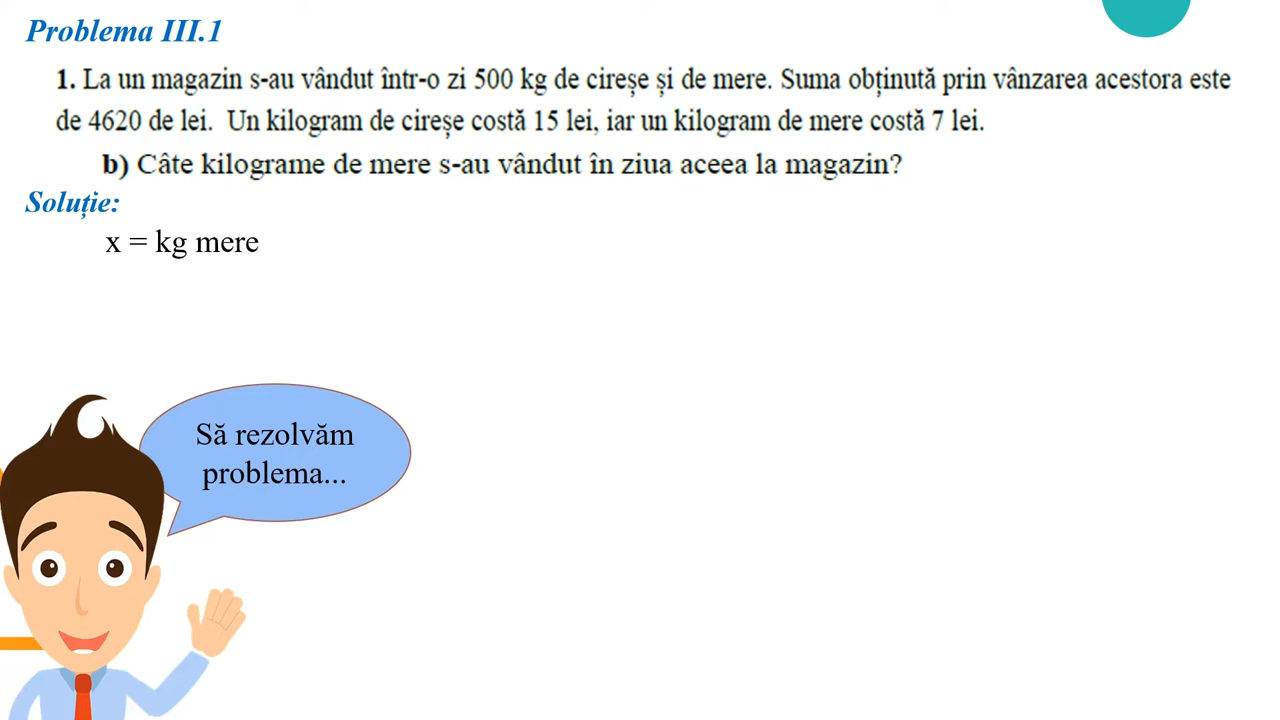 Problema III.1
1. La un magazin s-au vândut într-o zi 500 kg de cireșe și de mere. Suma obținută prin vânzarea acestora este
de 4620 de lei. Un kilogram de cireșe costă 15 lei, iar un kilogram de mere costă 7 lei.
b) Câte kilograme de mere s-au vândut în ziua aceea la magazin?
Soluție:
x = kg mere
Să rezolvăm
problema...